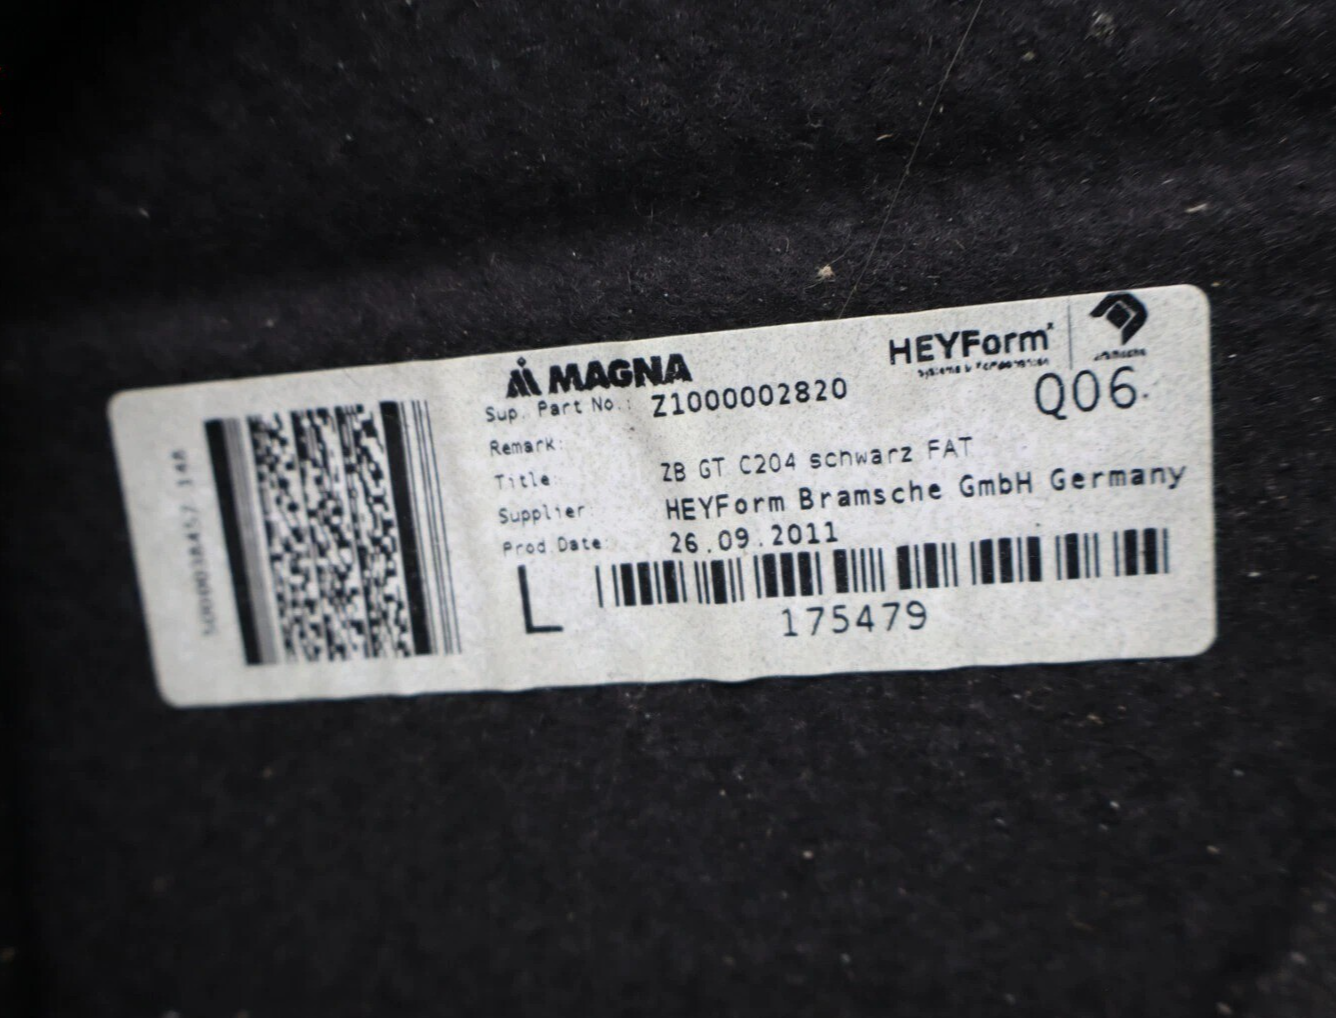 MAGNA
HEYForm
Sup. Part No.: Z1000002820
Q06
Remark:
Title: ZB GT C204 schwarz FAT
Supplier: HEYForm Bramsche GmbH Germany
Prod.Date: 26.09.2011
L
175479